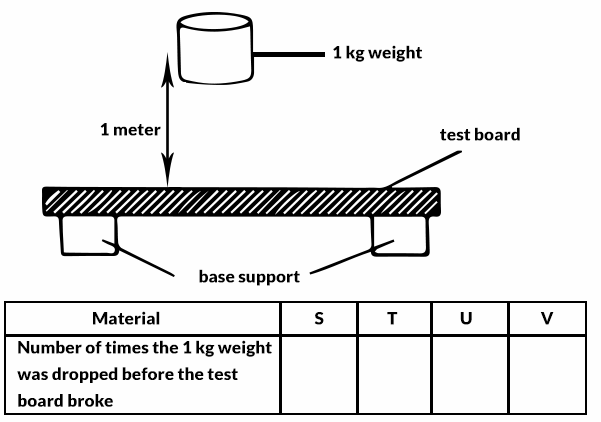 1 kg weight
1 meter
test board
base support
Material S T U V
Number of times the 1 kg weight
was dropped before the test
board broke